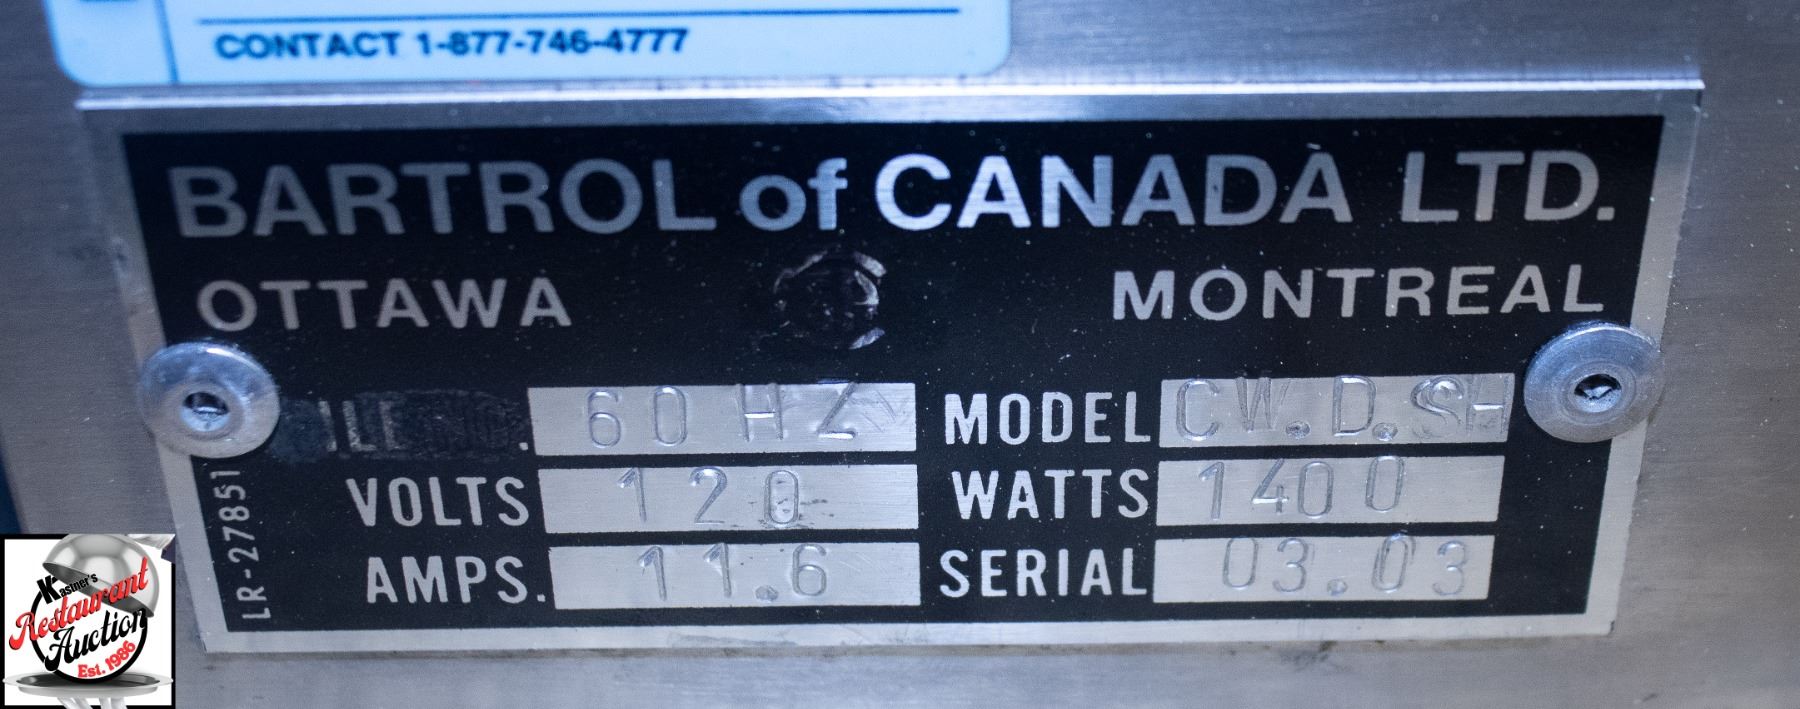 CONTACT 1-877-746-4777
BARTROL of CANADA LTD.
OTTAWA MONTREAL
60 HZ MODEL CW.D.SH
VOLTS 120 WATTS 1400
AMPS. 11.6 SERIAL 03.03
LR-27851
Kastner's
Restaurant
Auction
Est. 1986